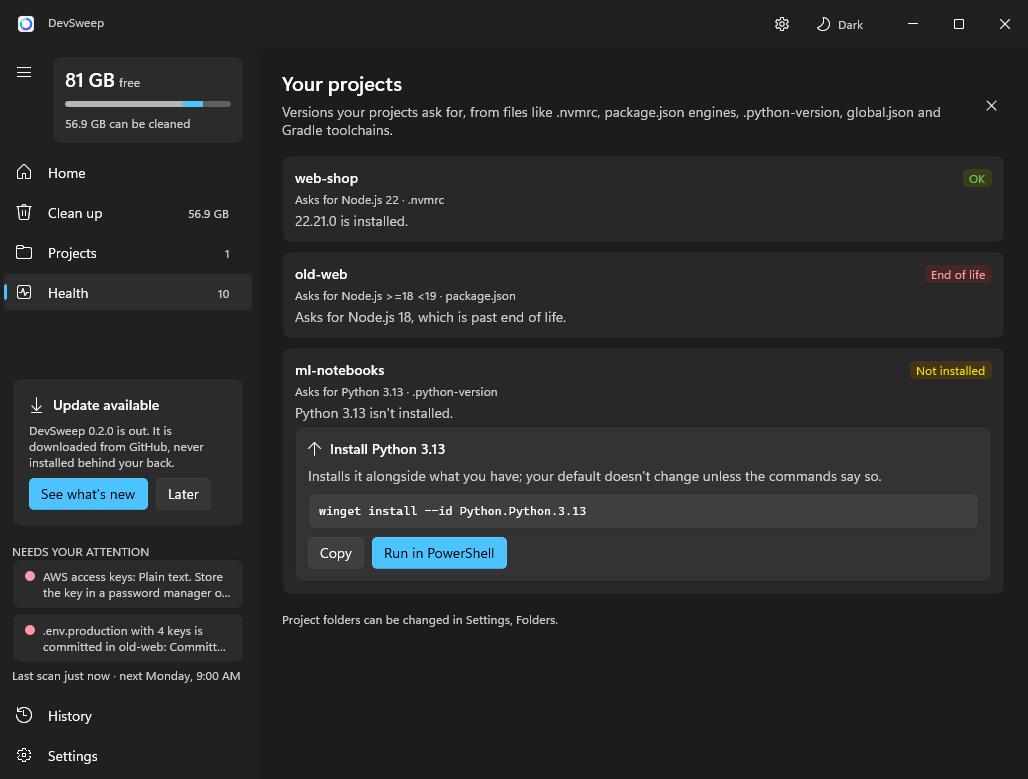 DevSweep
Dark
81 GB free
56.9 GB can be cleaned
Home
Clean up 56.9 GB
Projects 1
Health 10
Update available
DevSweep 0.2.0 is out. It is
downloaded from GitHub, never
installed behind your back.
See what's new Later
NEEDS YOUR ATTENTION
AWS access keys: Plain text. Store
the key in a password manager o...
.env.production with 4 keys is
committed in old-web: Committ...
Last scan just now · next Monday, 9:00 AM
History
Settings
Your projects
Versions your projects ask for, from files like .nvmrc, package.json engines, .python-version, global.json and
Gradle toolchains.
web-shop OK
Asks for Node.js 22 · .nvmrc
22.21.0 is installed.
old-web End of life
Asks for Node.js >=18 <19 · package.json
Asks for Node.js 18, which is past end of life.
ml-notebooks Not installed
Asks for Python 3.13 · .python-version
Python 3.13 isn't installed.
Install Python 3.13
Installs it alongside what you have; your default doesn't change unless the commands say so.
winget install --id Python.Python.3.13
Copy Run in PowerShell
Project folders can be changed in Settings, Folders.